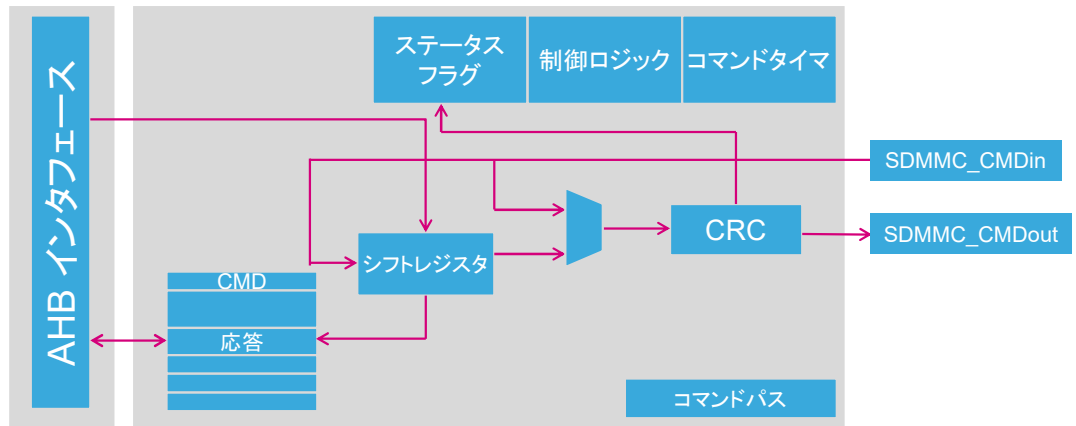 AHB インタフェース
ステータス
フラグ
制御ロジック
コマンドタイマ
SDMMC_CMDin
SDMMC_CMDout
CRC
シフトレジスタ
CMD
応答
コマンドパス